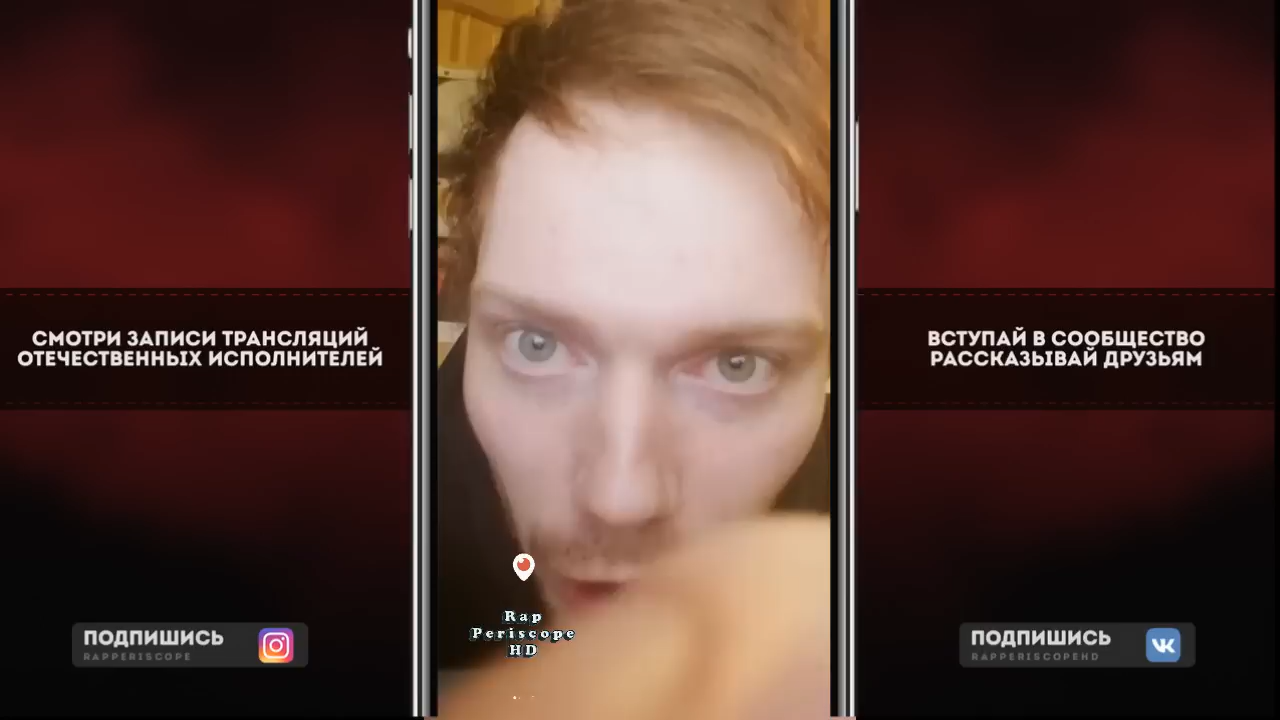 СМОТРИ ЗАПИСИ ТРАНСЛЯЦИЙ
ОТЕЧЕСТВЕННЫХ ИСПОЛНИТЕЛЕЙ
ВСТУПАЙ В СООБЩЕСТВО
РАССКАЗЫВАЙ ДРУЗЬЯМ
Rap
Periscope
HD
ПОДПИШИСЬ
RAPPERISCOPE
ПОДПИШИСЬ
RAPPERISCOPEHD